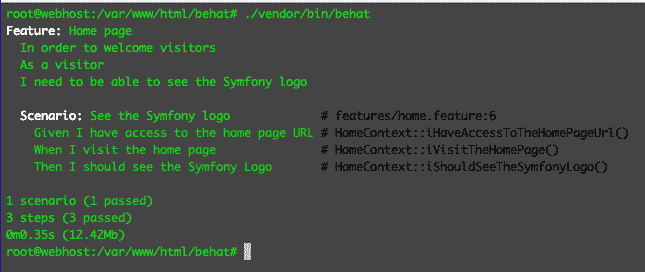 root@webhost:/var/www/html/behat# ./vendor/bin/behat
Feature: Home page
In order to welcome visitors
As a visitor
I need to be able to see the Symfony logo
Scenario: See the Symfony logo # features/home.feature:6
Given I have access to the home page URL # HomeContext::iHaveAccessToTheHomePageUrl()
When I visit the home page # HomeContext::iVisitTheHomePage()
Then I should see the Symfony Logo # HomeContext::iShouldSeeTheSymfonyLogo()
1 scenario (1 passed)
3 steps (3 passed)
0m0.35s (12.42Mb)
root@webhost:/var/www/html/behat#